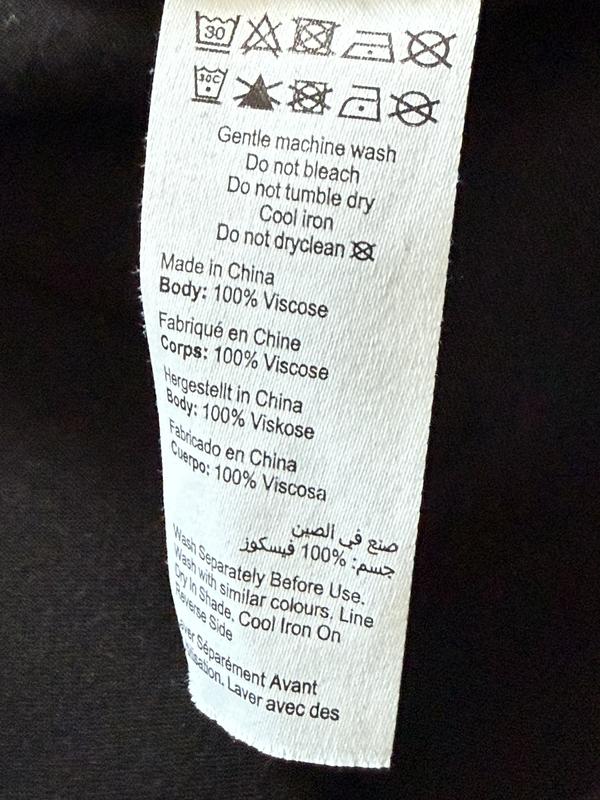 30
30C
Gentle machine wash
Do not bleach
Do not tumble dry
Cool iron
Do not dryclean
Made in China
Body: 100% Viscose
Fabriqué en Chine
Corps: 100% Viscose
Hergestellt in China
Body: 100% Viskose
Fabricado en China
Cuerpo: 100% Viscosa
صنع في الصين
جسم: 100% فيسكوز
Wash Separately Before Use.
Wash with similar colours, Line
Dry In Shade, Cool Iron On
Reverse Side
Séparément Avant
Laver avec des